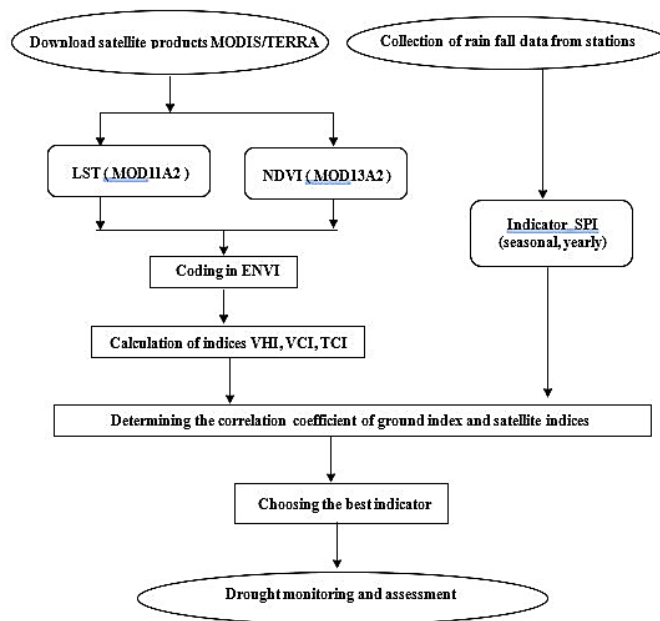 Download satellite products MODIS/TERRA
Collection of rain fall data from stations
LST ( MOD11A2 )
NDVI ( MOD13A2 )
Indicator SPI
(seasonal, yearly)
Coding in ENVI
Calculation of indices VHI, VCI, TCI
Determining the correlation coefficient of ground index and satellite indices
Choosing the best indicator
Drought monitoring and assessment